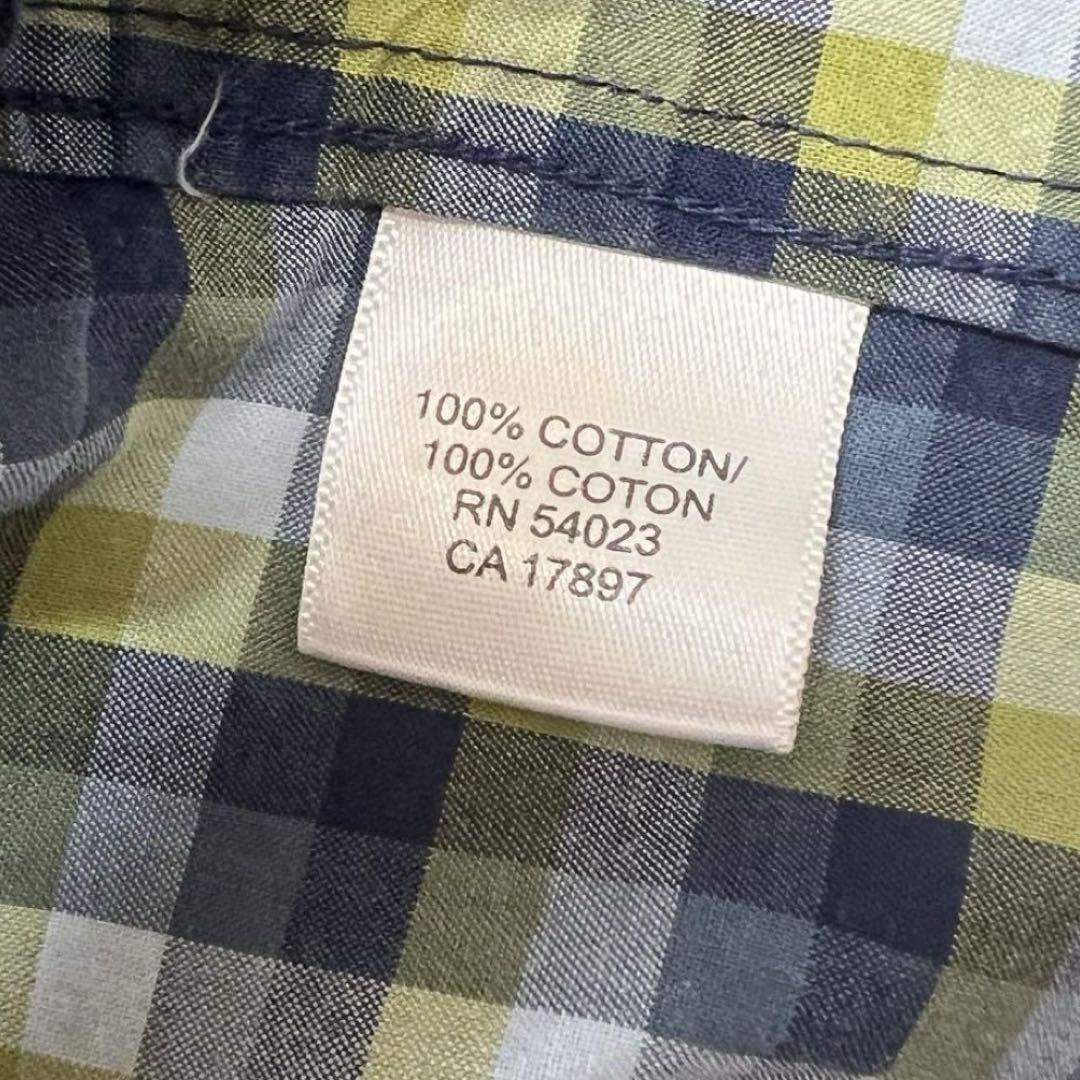 100% COTTON/
100% COTON
RN 54023
CA 17897